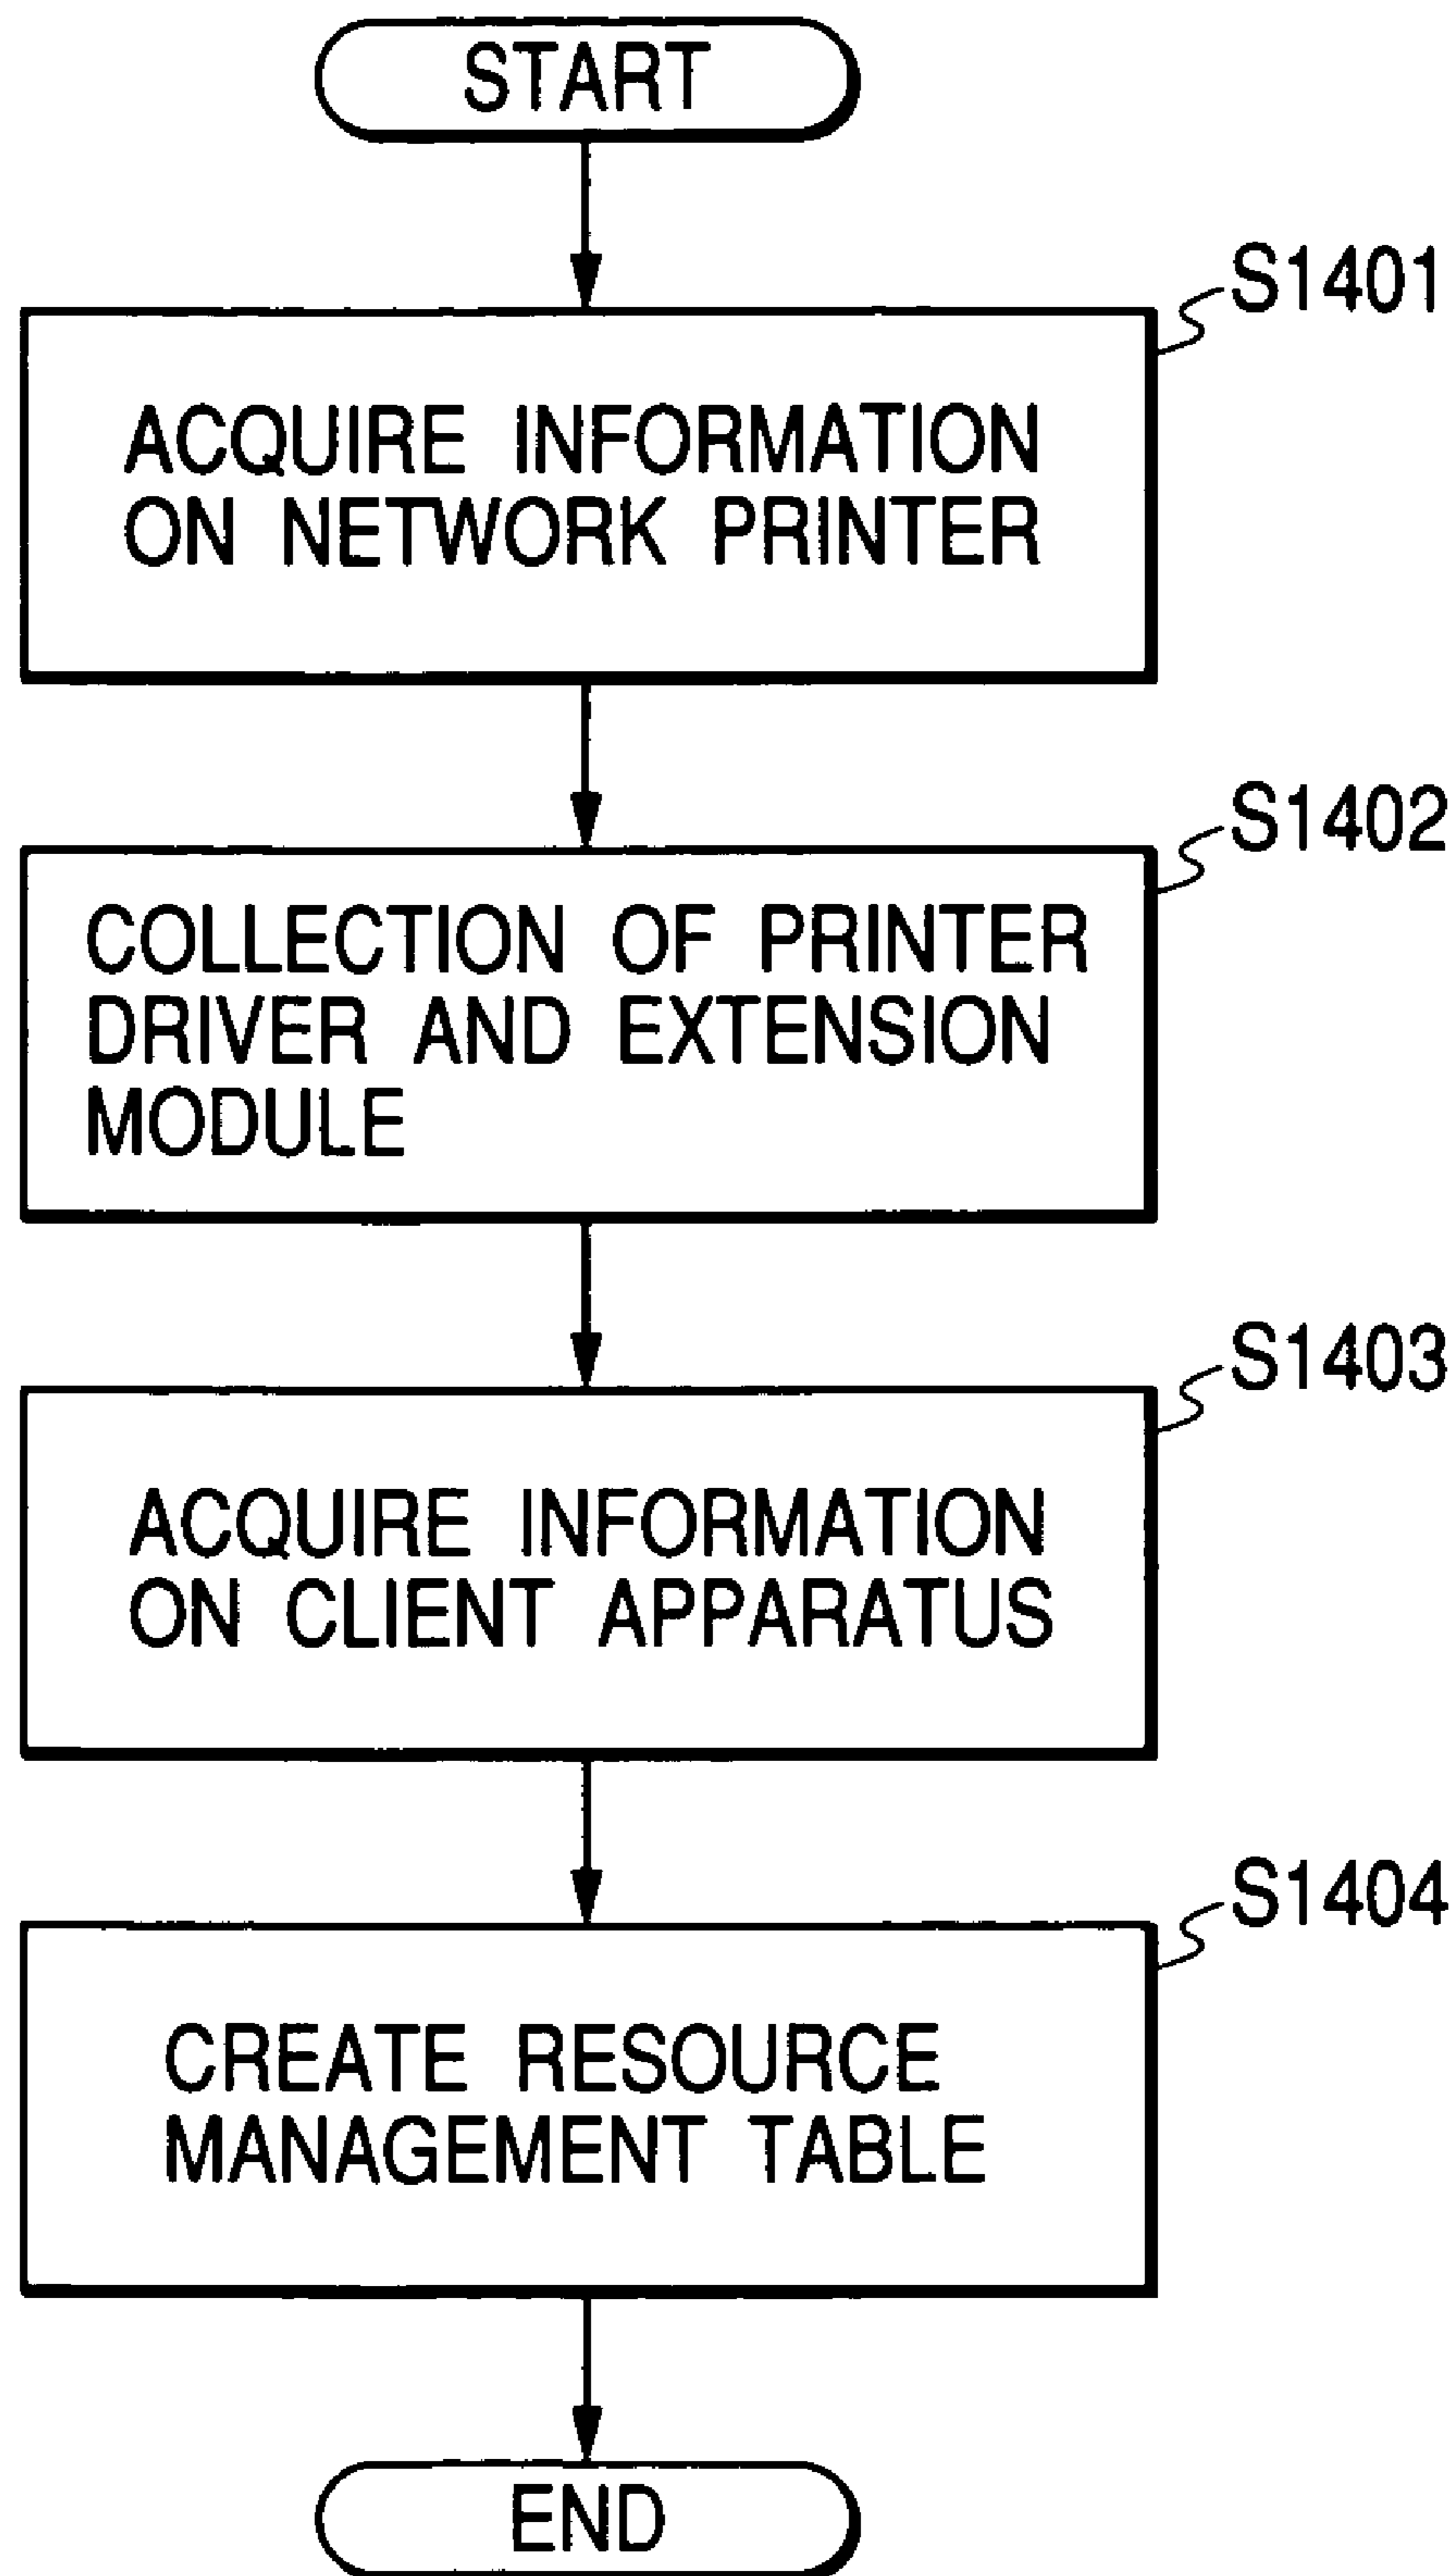 START
S1401
ACQUIRE INFORMATION
ON NETWORK PRINTER
S1402
COLLECTION OF PRINTER
DRIVER AND EXTENSION
MODULE
S1403
ACQUIRE INFORMATION
ON CLIENT APPARATUS
S1404
CREATE RESOURCE
MANAGEMENT TABLE
END